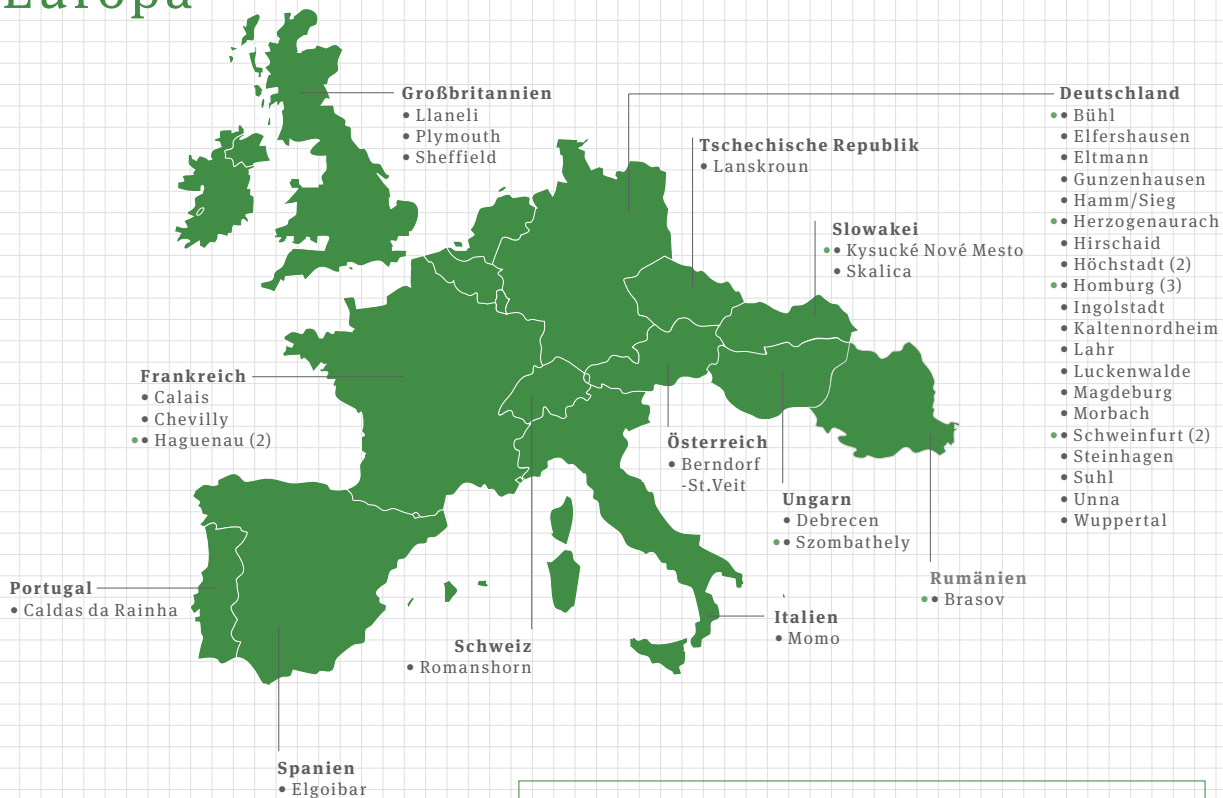 Europa
Großbritannien
• Llaneli
• Plymouth
• Sheffield
Deutschland
•• Bühl
• Elfershausen
• Eltmann
• Gunzenhausen
• Hamm/Sieg
•• Herzogenaurach
• Hirschaid
• Höchstadt (2)
•• Homburg (3)
• Ingolstadt
• Kaltennordheim
• Lahr
• Luckenwalde
• Magdeburg
• Morbach
•• Schweinfurt (2)
• Steinhagen
• Suhl
• Unna
• Wuppertal
Tschechische Republik
• Lanskroun
Slowakei
•• Kysucké Nové Mesto
• Skalica
Frankreich
• Calais
• Chevilly
•• Haguenau (2)
Österreich
• Berndorf
-St.Veit
Ungarn
• Debrecen
•• Szombathely
Rumänien
•• Brasov
Portugal
• Caldas da Rainha
Italien
• Momo
Schweiz
• Romanshorn
Spanien
• Elgoibar